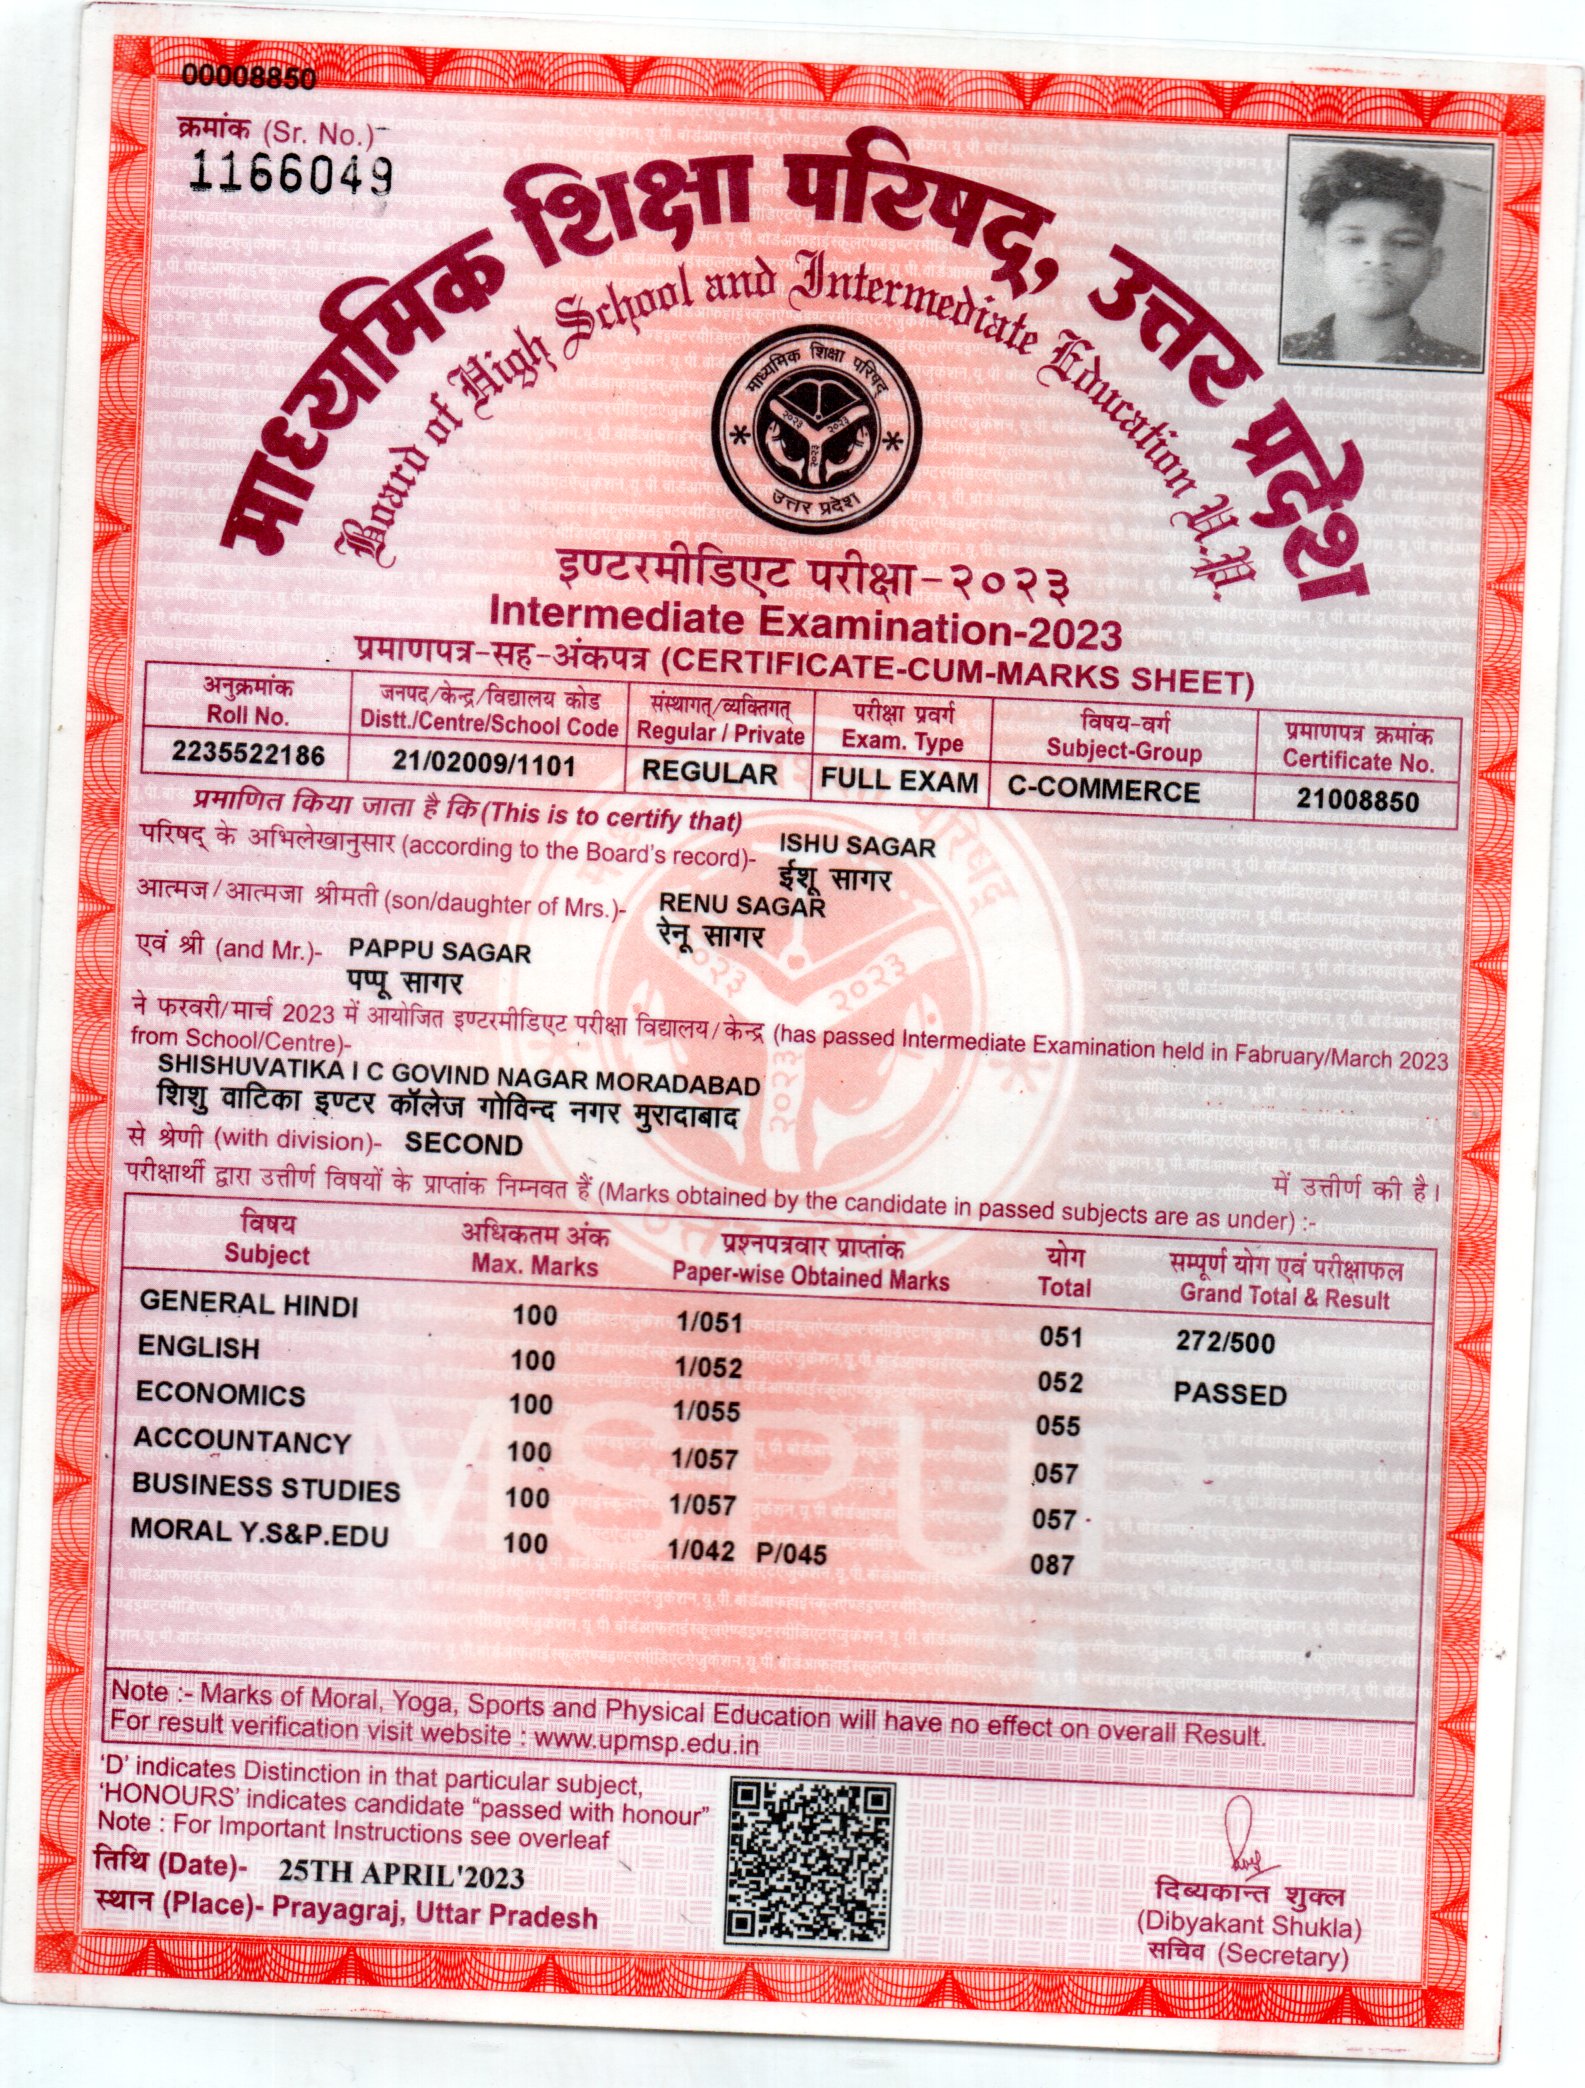 00008850
क्रमांक (Sr. No.)-
1166049
माध्यमिक शिक्षा परिषद्, उत्तर प्रदेश
Board of High School and Intermediate Education U.P.
माध्यमिक शिक्षा परिषद्
२०२३ २०२३
२०२३
उत्तर प्रदेश
इण्टरमीडिएट परीक्षा-२०२३
Intermediate Examination-2023
प्रमाणपत्र-सह-अंकपत्र (CERTIFICATE-CUM-MARKS SHEET)
अनुक्रमांक जनपद/केन्द्र/विद्यालय कोड संस्थागत्/व्यक्तिगत् परीक्षा प्रवर्ग विषय-वर्ग प्रमाणपत्र क्रमांक
Roll No. Distt./Centre/School Code Regular / Private Exam. Type Subject-Group Certificate No.
2235522186 21/02009/1101 REGULAR FULL EXAM C-COMMERCE 21008850
प्रमाणित किया जाता है कि (This is to certify that)
परिषद् के अभिलेखानुसार (according to the Board's record)- ISHU SAGAR
ईशू सागर
आत्मज/आत्मजा श्रीमती (son/daughter of Mrs.)- RENU SAGAR
रेनू सागर
एवं श्री (and Mr.)- PAPPU SAGAR
पप्पू सागर
ने फरवरी/मार्च 2023 में आयोजित इण्टरमीडिएट परीक्षा विद्यालय/केन्द्र (has passed Intermediate Examination held in Fabruary/March 2023
from School/Centre)-
SHISHUVATIKA I C GOVIND NAGAR MORADABAD
शिशु वाटिका इण्टर कॉलेज गोविन्द नगर मुरादाबाद
से श्रेणी (with division)- SECOND
में उत्तीर्ण की है।
परीक्षार्थी द्वारा उत्तीर्ण विषयों के प्राप्तांक निम्नवत हैं (Marks obtained by the candidate in passed subjects are as under) :-
विषय अधिकतम अंक प्रश्नपत्रवार प्राप्तांक योग सम्पूर्ण योग एवं परीक्षाफल
Subject Max. Marks Paper-wise Obtained Marks Total Grand Total & Result
GENERAL HINDI 100 1/051 051 272/500
ENGLISH 100 1/052 052 PASSED
ECONOMICS 100 1/055 055
ACCOUNTANCY 100 1/057 057
BUSINESS STUDIES 100 1/057 057
MORAL Y.S&P.EDU 100 1/042 P/045 087
Note :- Marks of Moral, Yoga, Sports and Physical Education will have no effect on overall Result.
For result verification visit website : www.upmsp.edu.in
'D' indicates Distinction in that particular subject,
'HONOURS' indicates candidate "passed with honour"
Note : For Important Instructions see overleaf
तिथि (Date)- 25TH APRIL'2023
स्थान (Place)- Prayagraj, Uttar Pradesh
दिब्यकान्त शुक्ल
(Dibyakant Shukla)
सचिव (Secretary)